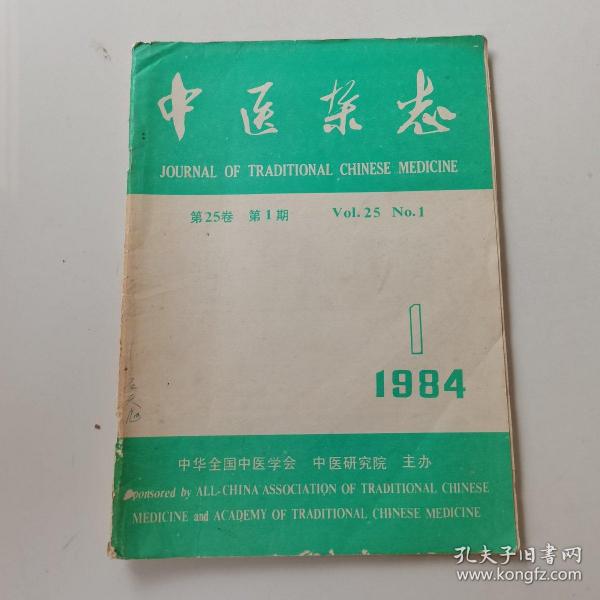 中医杂志
JOURNAL OF TRADITIONAL CHINESE MEDICINE
第25卷 第1期 Vol.25 No.1
1
1984
中华全国中医学会 中医研究院 主办
ponsored by ALL-CHINA ASSOCIATION OF TRADITIONAL CHINESE
MEDICINE and ACADEMY OF TRADITIONAL CHINESE MEDICINE
孔夫子旧书网
www.kongfz.com